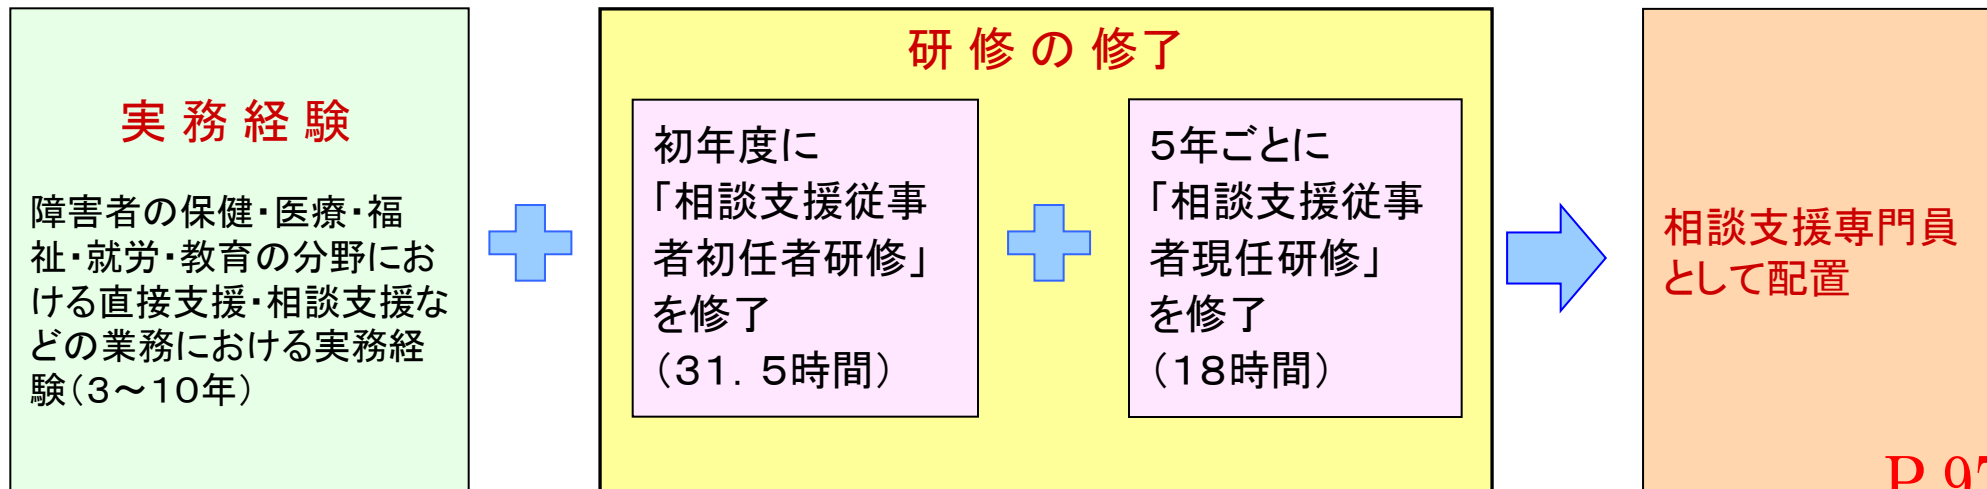 実 務 経 験
障害者の保健・医療・福
祉・就労・教育の分野にお
ける直接支援・相談支援な
どの業務における実務経
験（3～10年）
研 修 の 修了
初年度に
「相談支援従事
者初任者研修」
を修了
（31．5時間）
5年ごとに
「相談支援従事
者現任研修」
を修了
（18時間）
相談支援専門員
として配置
P 97